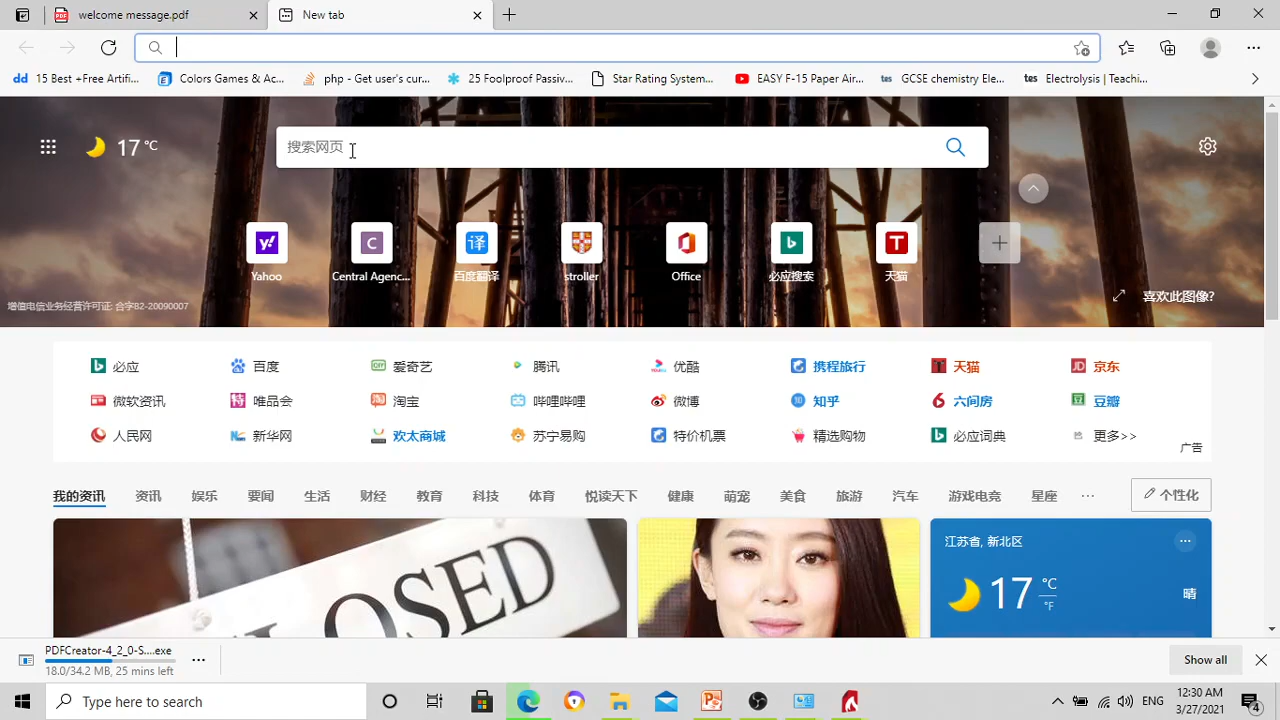 welcome message.pdf
New tab
15 Best +Free Artifi...
Colors Games & Ac...
php - Get user's cur...
25 Foolproof Passiv...
Star Rating System...
EASY F-15 Paper Air...
tes GCSE chemistry Ele...
tes Electrolysis | Teachi...
17 °C
搜索网页
Yahoo
C
Central Agenc...
译
百度翻译
stroller
Office
必应搜索
T
天猫
增值电信业务经营许可证: 合字B2-20090007
喜欢此图像?
必应 百度 爱奇艺 腾讯 优酷 携程旅行 天猫 京东
微软资讯 唯品会 淘宝 哔哩哔哩 微博 知乎 六间房 豆瓣
人民网 新华网 欢太商城 苏宁易购 特价机票 精选购物 必应词典 更多>>
广告
我的资讯 资讯 娱乐 要闻 生活 财经 教育 科技 体育 悦读天下 健康 萌宠 美食 旅游 汽车 游戏电竞 星座 ... 个性化
CLOSED
江苏省, 新北区
17 °C °F
晴
PDFCreator-4_2_0-S....exe
18.0/34.2 MB, 25 mins left
Show all
Type here to search
ENG
12:30 AM
3/27/2021
4